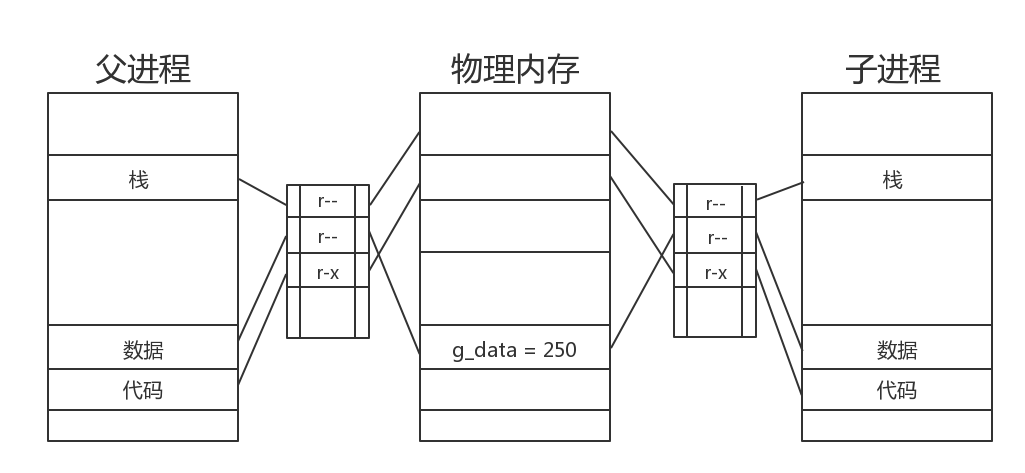 父进程
物理内存
子进程
栈
r--
r--
r-x
r--
r--
r-x
栈
数据
代码
g_data = 250
数据
代码